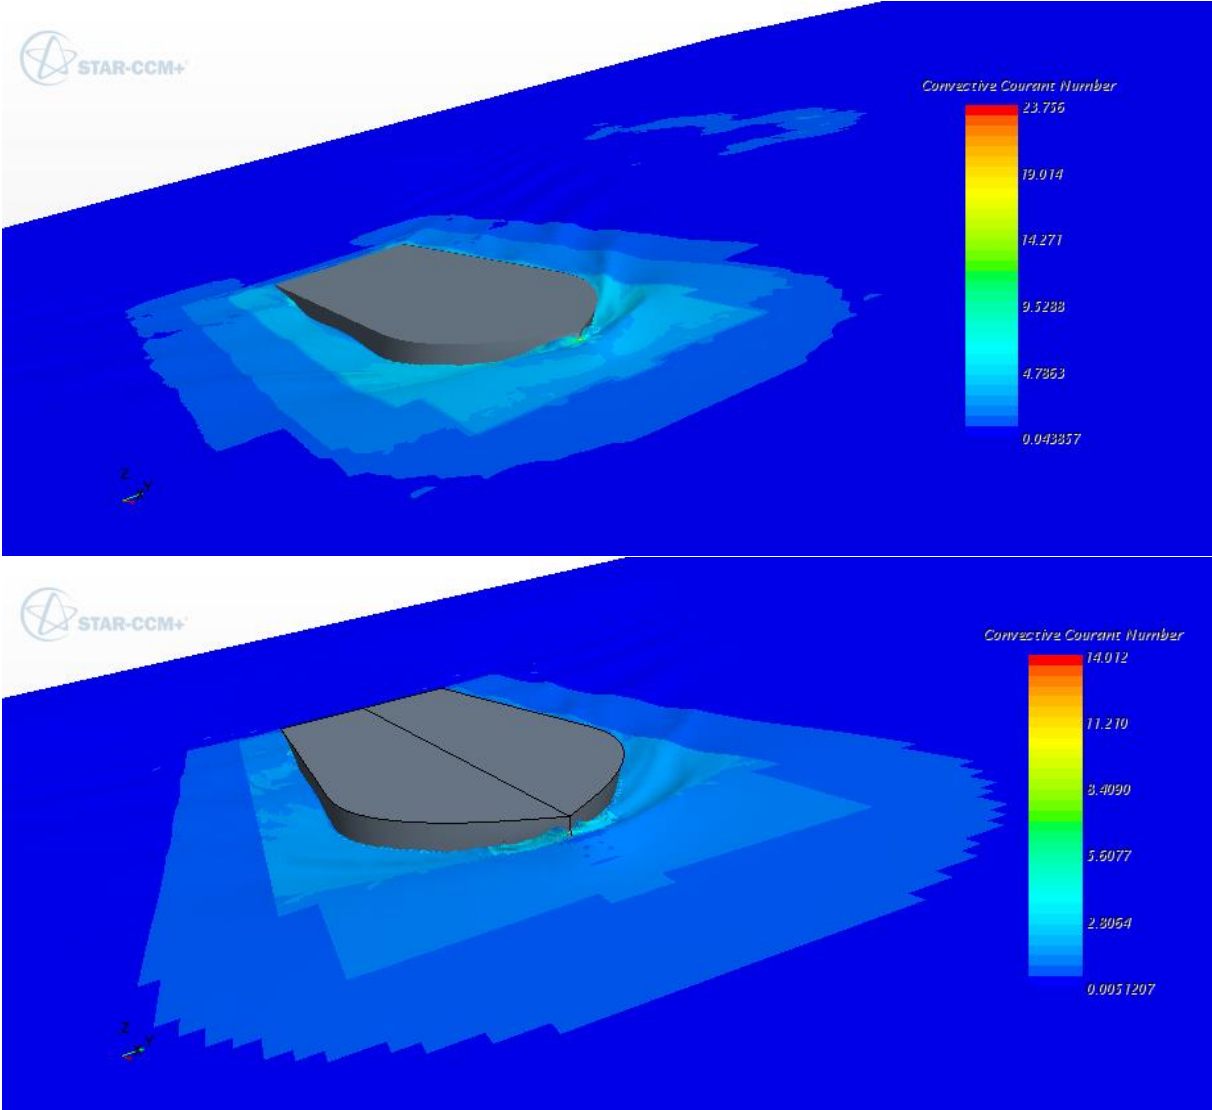 STAR-CCM+
Convective Courant Number
23.756
19.014
14.271
9.5288
4.7863
0.043857
Z
Y
STAR-CCM+
Convective Courant Number
14.012
11.210
8.4090
5.6077
2.8064
0.0051207
Z
Y